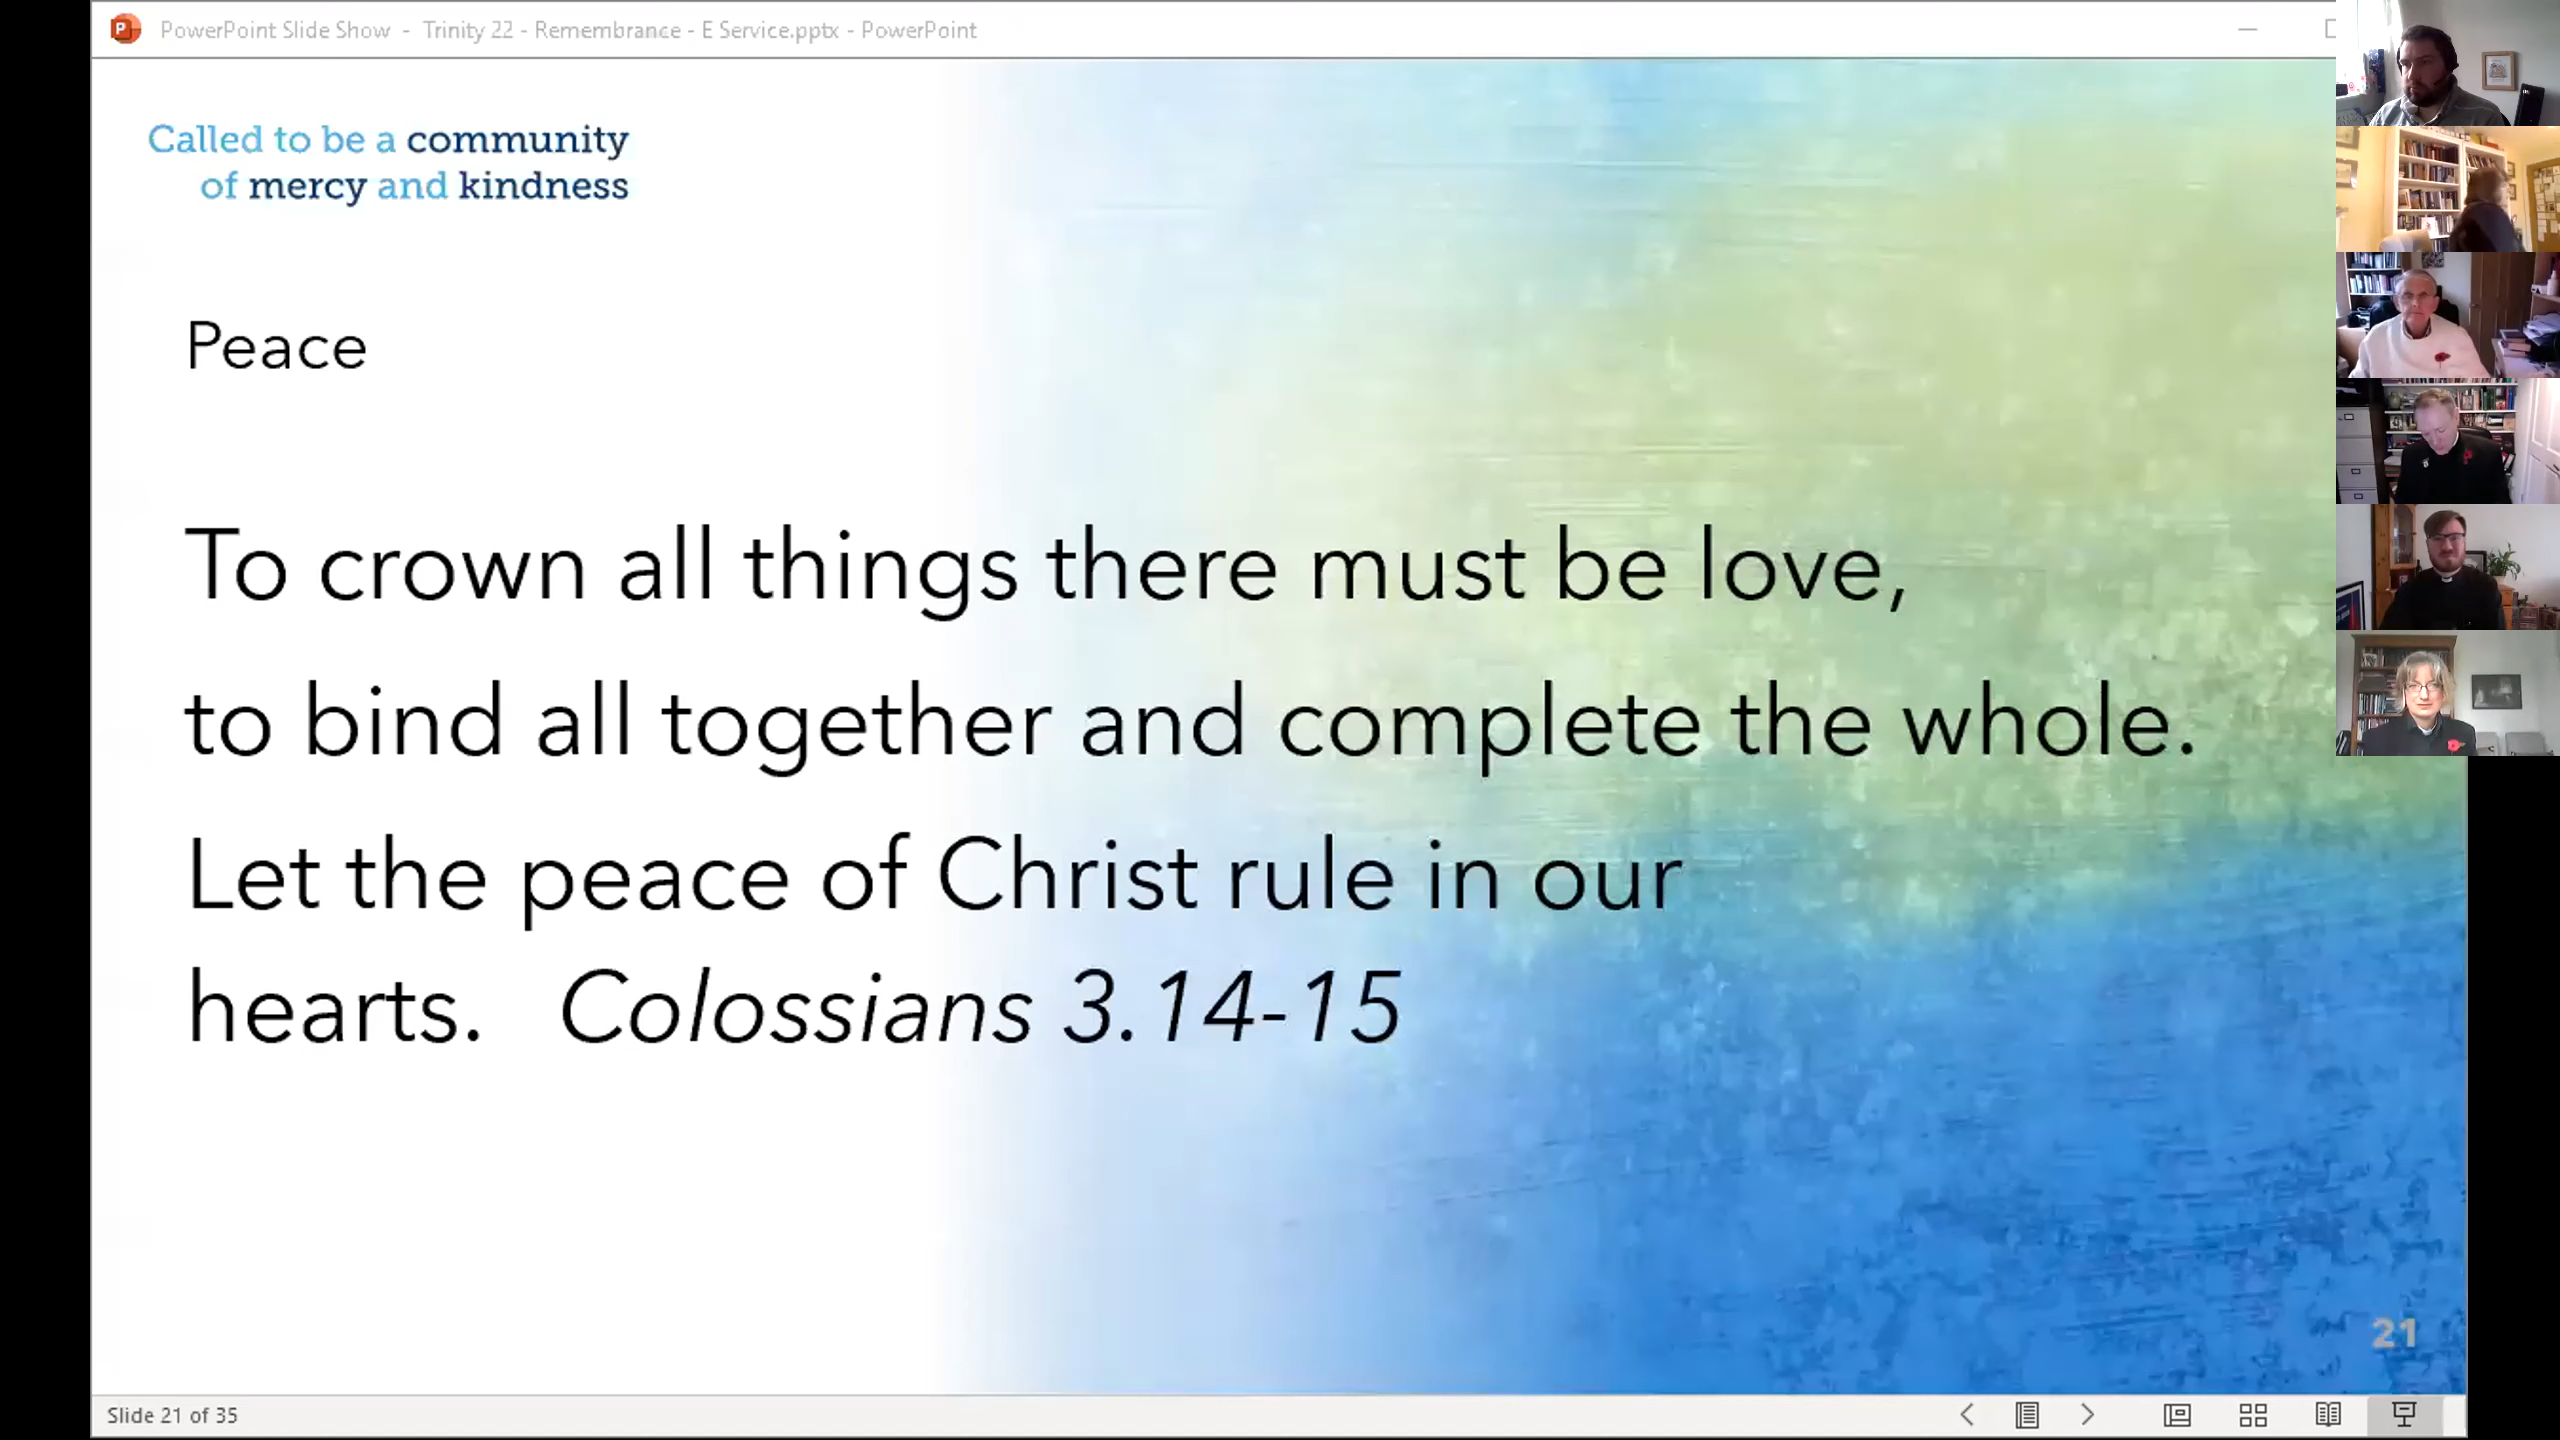 PowerPoint Slide Show - Trinity 22 - Remembrance - E Service.pptx - PowerPoint
Called to be a community
of mercy and kindness
Peace
To crown all things there must be love,
to bind all together and complete the whole.
Let the peace of Christ rule in our
hearts. Colossians 3.14-15
21
Slide 21 of 35